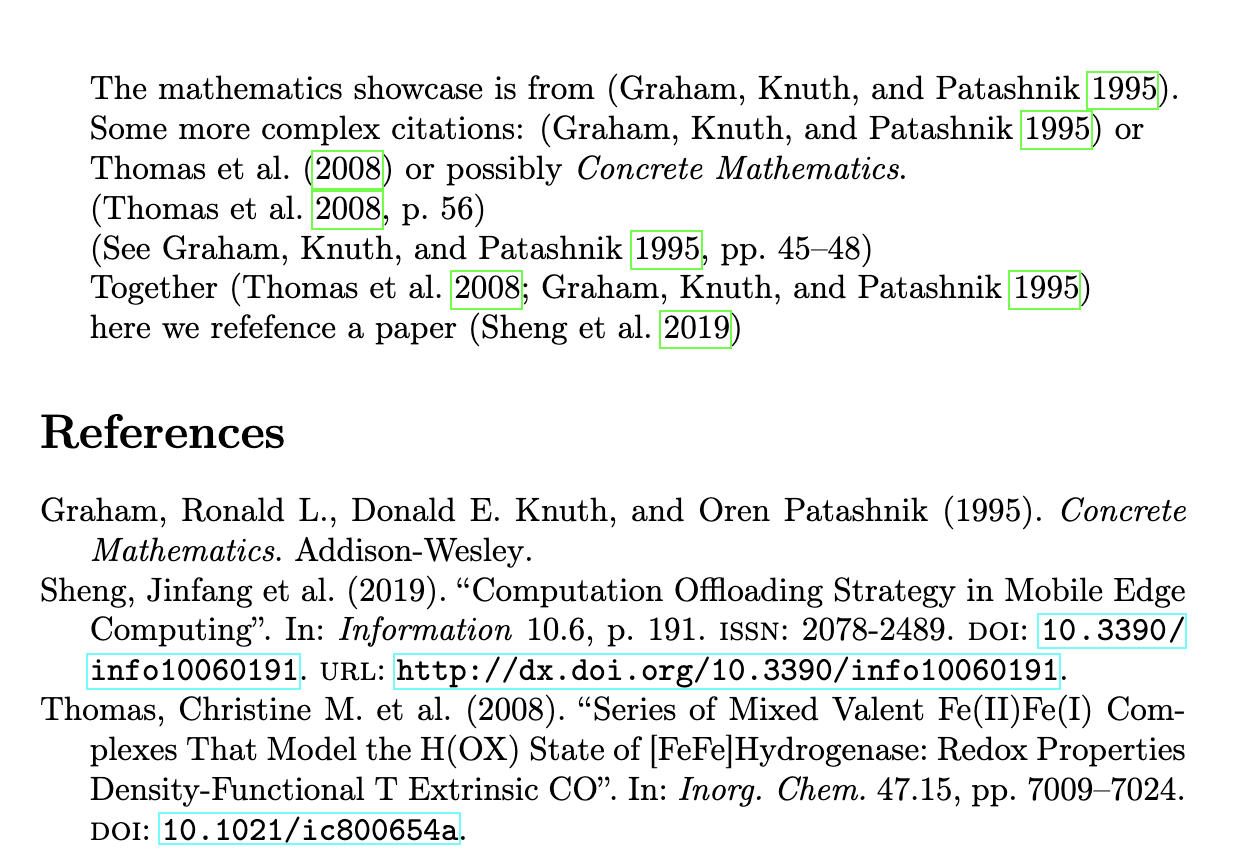 The mathematics showcase is from (Graham, Knuth, and Patashnik 1995).
Some more complex citations: (Graham, Knuth, and Patashnik 1995) or
Thomas et al. (2008) or possibly Concrete Mathematics.
(Thomas et al. 2008, p. 56)
(See Graham, Knuth, and Patashnik 1995, pp. 45–48)
Together (Thomas et al. 2008; Graham, Knuth, and Patashnik 1995)
here we refefence a paper (Sheng et al. 2019)
References
Graham, Ronald L., Donald E. Knuth, and Oren Patashnik (1995). Concrete
Mathematics. Addison-Wesley.
Sheng, Jinfang et al. (2019). “Computation Offloading Strategy in Mobile Edge
Computing”. In: Information 10.6, p. 191. ISSN: 2078-2489. DOI: 10.3390/
info10060191. URL: http://dx.doi.org/10.3390/info10060191.
Thomas, Christine M. et al. (2008). “Series of Mixed Valent Fe(II)Fe(I) Com-
plexes That Model the H(OX) State of [FeFe]Hydrogenase: Redox Properties
Density-Functional T Extrinsic CO”. In: Inorg. Chem. 47.15, pp. 7009–7024.
DOI: 10.1021/ic800654a.